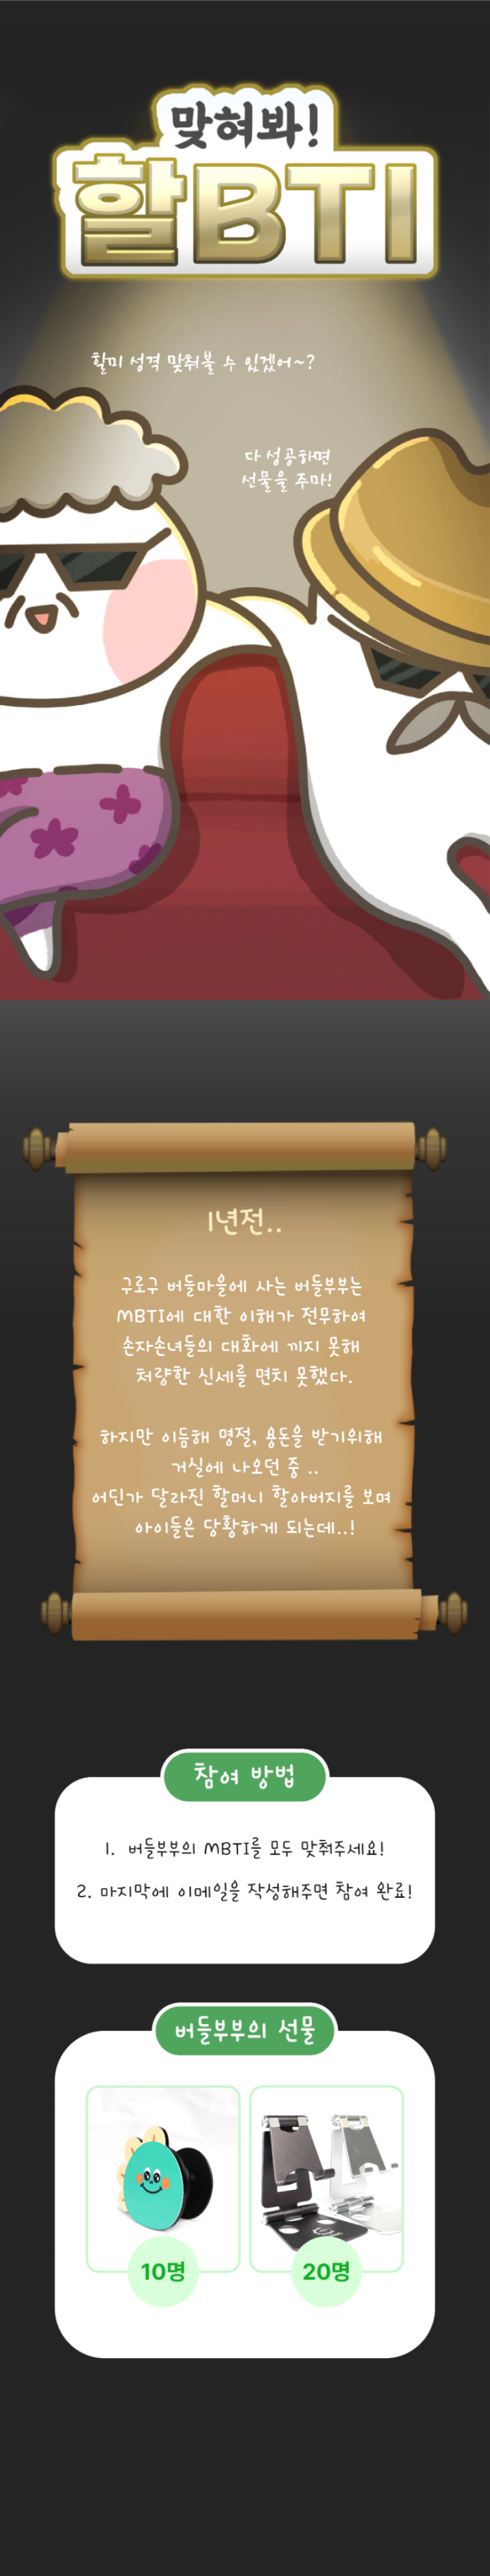 맞혀봐!
할BTI
할미 성격 맞춰볼 수 있겠어~?
다 성공하면
선물을 주마!
1년전..
구로구 버들마을에 사는 버들부부는
MBTI에 대한 이해가 전무하여
손자손녀들의 대화에 끼지 못해
처량한 신세를 면치 못했다.
하지만 이듬해 명절, 용돈을 받기위해
거실에 나오던 중 ..
어딘가 달라진 할머니 할아버지를 보며
아이들은 당황하게 되는데..!
참여 방법
1. 버들부부의 MBTI를 모두 맞춰주세요!
2. 마지막에 이메일을 작성해주면 참여 완료!
버들부부의 선물
10명
20명